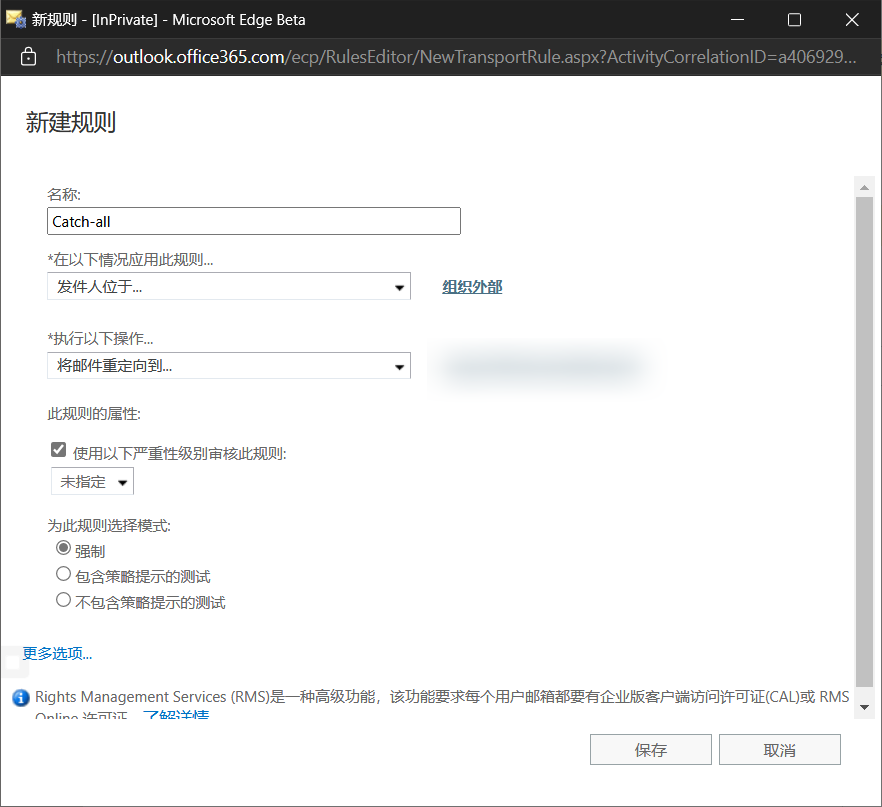 新规则 - [InPrivate] - Microsoft Edge Beta
https://outlook.office365.com/ecp/RulesEditor/NewTransportRule.aspx?ActivityCorrelationID=a406929...
新建规则
名称:
Catch-all
*在以下情况应用此规则...
发件人位于... 组织外部
*执行以下操作...
将邮件重定向到...
此规则的属性:
使用以下严重性级别审核此规则:
未指定
为此规则选择模式:
强制
包含策略提示的测试
不包含策略提示的测试
更多选项...
Rights Management Services (RMS)是一种高级功能，该功能要求每个用户邮箱都要有企业版客户端访问许可证(CAL)或 RMS
Online 许可证。 了解详情
保存 取消